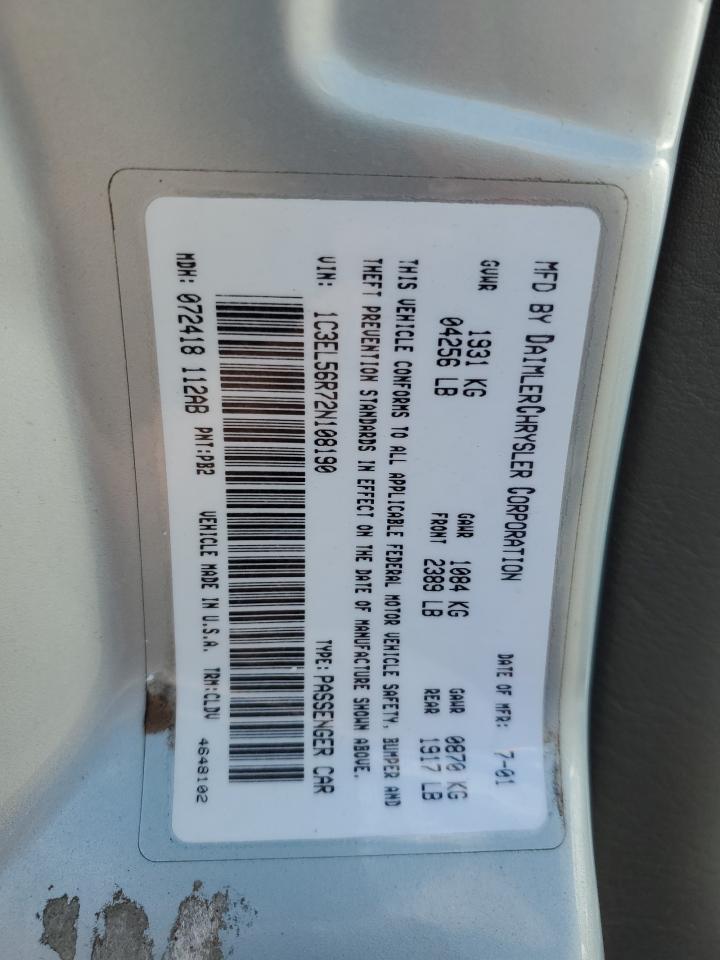 MFD BY DAIMLERCHRYSLER CORPORATION DATE OF MFR: 7-01
GVWR 1931 KG GAWR 1084 KG GAWR 0870 KG
04256 LB FRONT 2389 LB REAR 1917 LB
THIS VEHICLE CONFORMS TO ALL APPLICABLE FEDERAL MOTOR VEHICLE SAFETY, BUMPER AND
THEFT PREVENTION STANDARDS IN EFFECT ON THE DATE OF MANUFACTURE SHOWN ABOVE.
VIN: 1C3EL56R72N108190 TYPE: PASSENGER CAR
MDH: 072418 112AB PNT:PB2 VEHICLE MADE IN U.S.A. TRM:CLDV 4648102